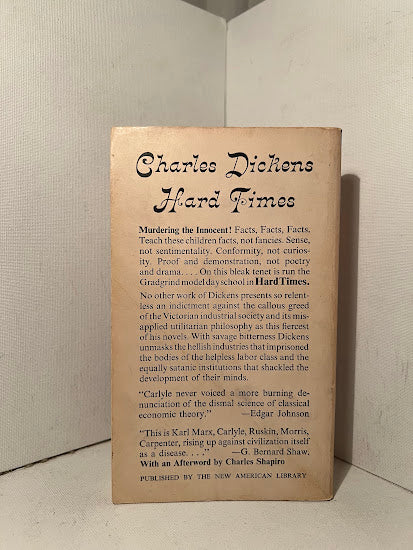 Charles Dickens
Hard Times
Murdering the Innocent! Facts, Facts, Facts.
Teach these children facts, not fancies. Sense,
not sentimentality. Conformity, not curios-
ity. Proof and demonstration, not poetry
and drama. . . . On this bleak tenet is run the
Gradgrind model day school in Hard Times.
No other work of Dickens presents so relent-
less an indictment against the callous greed
of the Victorian industrial society and its mis-
applied utilitarian philosophy as this fiercest
of his novels. With savage bitterness Dickens
unmasks the hellish industries that imprisoned
the bodies of the helpless labor class and the
equally satanic institutions that shackled the
development of their minds.
"Carlyle never voiced a more burning de-
nunciation of the dismal science of classical
economic theory." —Edgar Johnson
"This is Karl Marx, Carlyle, Ruskin, Morris,
Carpenter, rising up against civilization itself
as a disease. . . ." —G. Bernard Shaw.
With an Afterword by Charles Shapiro
PUBLISHED BY THE NEW AMERICAN LIBRARY